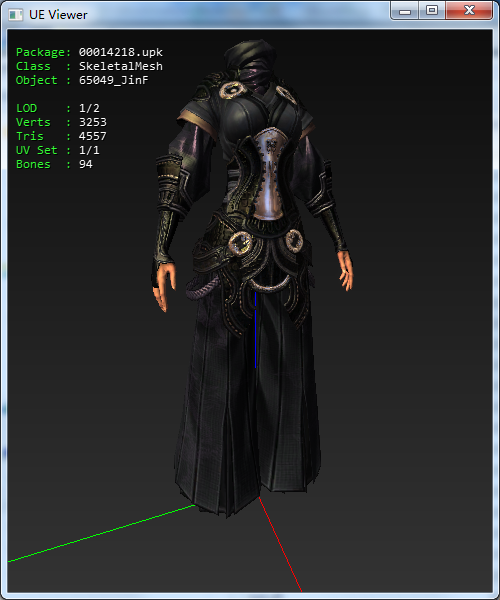 UE Viewer
Package: 00014218.upk
Class : SkeletalMesh
Object : 65049_JinF
LOD : 1/2
Verts : 3253
Tris : 4557
UV Set : 1/1
Bones : 94